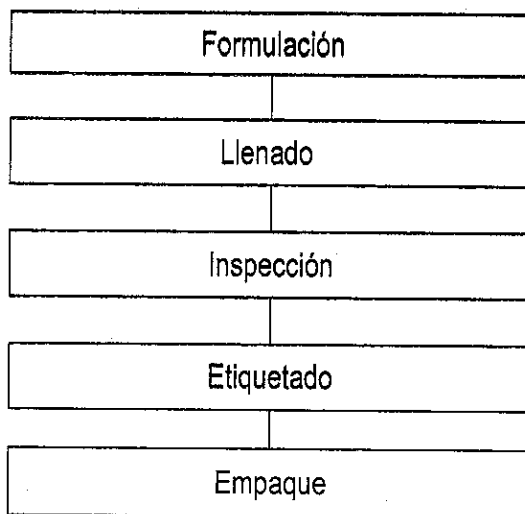 Formulación
Llenado
Inspección
Etiquetado
Empaque